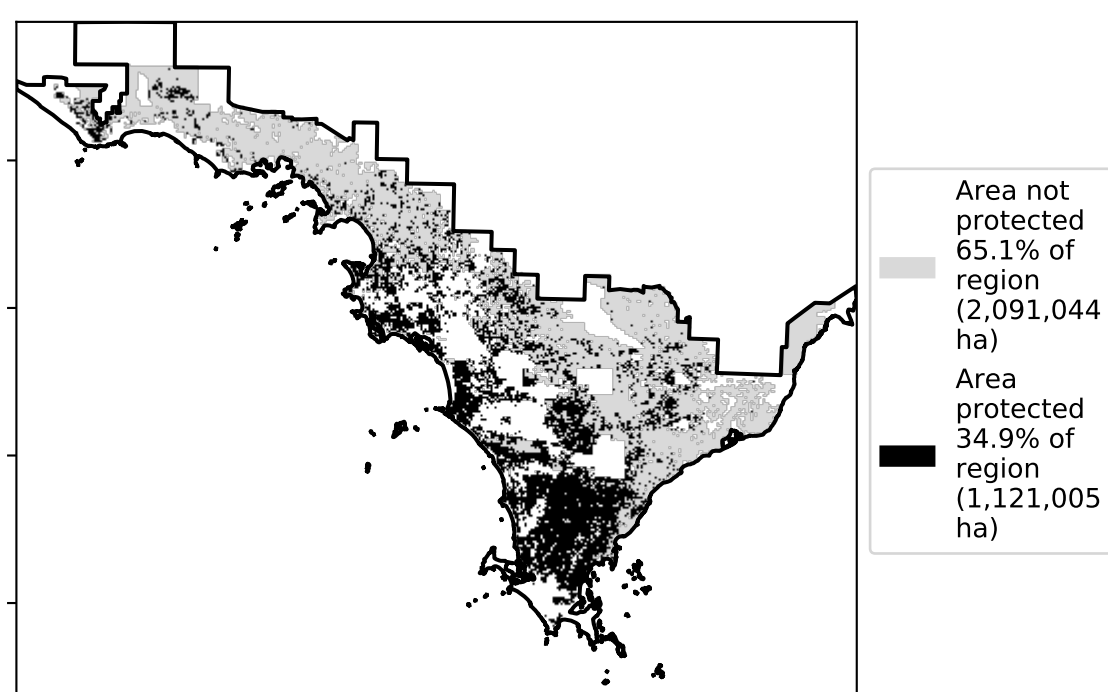 Area not
protected
65.1% of
region
(2,091,044
ha)
Area
protected
34.9% of
region
(1,121,005
ha)